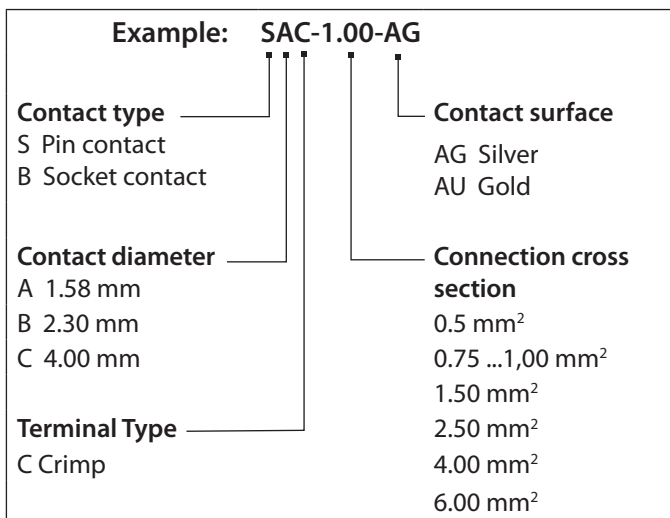 Example: SAC-1.00-AG
Contact type
S Pin contact
B Socket contact
Contact diameter
A 1.58 mm
B 2.30 mm
C 4.00 mm
Terminal Type
C Crimp
Contact surface
AG Silver
AU Gold
Connection cross
section
0.5 mm²
0.75 ...1,00 mm²
1.50 mm²
2.50 mm²
4.00 mm²
6.00 mm²